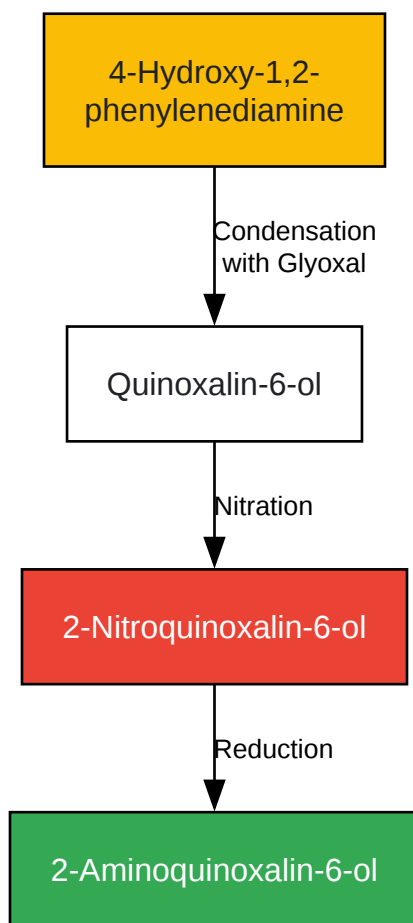 4-Hydroxy-1,2-
phenylenediamine
Condensation
with Glyoxal
Quinoxalin-6-ol
Nitration
2-Nitroquinoxalin-6-ol
Reduction
2-Aminoquinoxalin-6-ol